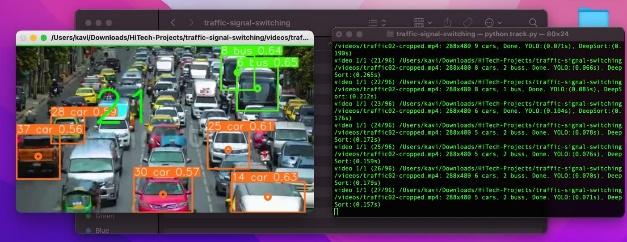 traffic-signal-switching
/Users/kavi/Downloads/HiTech-Projects/traffic-signal-switching/videos/traf...
8 bus 0.64
6 bus 0.65
21
28 car 0.59
37 car 0.56
25 car 0.61
30 car 0.57
14 car 0.63
Green
Blue
traffic-signal-switching — python track.py — 80x24
/videos/traffic02-cropped.mp4: 288x480 9 cars, Done. YOLO:(0.071s), DeepSort:(0.
190s)
video 1/1 (21/96) /Users/kavi/Downloads/HiTech-Projects/traffic-signal-switching
/videos/traffic02-cropped.mp4: 288x480 6 cars, 2 buss, Done. YOLO:(0.066s), Deep
Sort:(0.265s)
video 1/1 (22/96) /Users/kavi/Downloads/HiTech-Projects/traffic-signal-switching
/videos/traffic02-cropped.mp4: 288x480 8 cars, 1 bus, Done. YOLO:(0.085s), DeepS
ort:(0.212s)
video 1/1 (23/96) /Users/kavi/Downloads/HiTech-Projects/traffic-signal-switching
/videos/traffic02-cropped.mp4: 288x480 6 cars, Done. YOLO:(0.104s), DeepSort:(0.
176s)
video 1/1 (24/96) /Users/kavi/Downloads/HiTech-Projects/traffic-signal-switching
/videos/traffic02-cropped.mp4: 288x480 5 cars, 2 buss, Done. YOLO:(0.070s), Deep
Sort:(0.172s)
video 1/1 (25/96) /Users/kavi/Downloads/HiTech-Projects/traffic-signal-switching
/videos/traffic02-cropped.mp4: 288x480 5 cars, 2 buss, Done. YOLO:(0.076s), Deep
Sort:(0.159s)
video 1/1 (26/96) /Users/kavi/Downloads/HiTech-Projects/traffic-signal-switching
/videos/traffic02-cropped.mp4: 288x480 6 cars, 2 buss, Done. YOLO:(0.070s), Deep
Sort:(0.179s)
video 1/1 (27/96) /Users/kavi/Downloads/HiTech-Projects/traffic-signal-switching
/videos/traffic02-cropped.mp4: 288x480 5 cars, 2 buss, Done. YOLO:(0.071s), Deep
Sort:(0.157s)